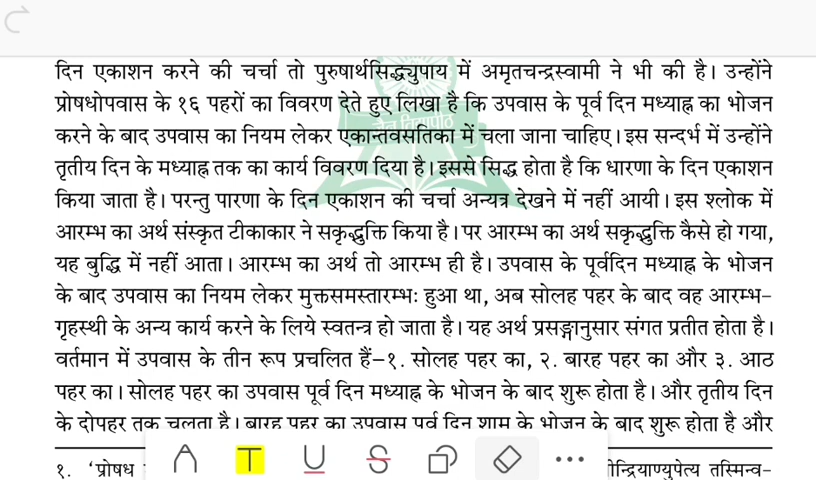 दिन एकाशन करने की चर्चा तो पुरुषार्थसिद्ध्युपाय में अमृतचन्द्रस्वामी ने भी की है। उन्होंने
प्रोषधोपवास के १६ पहरों का विवरण देते हुए लिखा है कि उपवास के पूर्व दिन मध्याह्न का भोजन
करने के बाद उपवास का नियम लेकर एकान्तवसतिका में चला जाना चाहिए। इस सन्दर्भ में उन्होंने
तृतीय दिन के मध्याह्न तक का कार्य विवरण दिया है। इससे सिद्ध होता है कि धारणा के दिन एकाशन
किया जाता है। परन्तु पारणा के दिन एकाशन की चर्चा अन्यत्र देखने में नहीं आयी। इस श्लोक में
आरम्भ का अर्थ संस्कृत टीकाकार ने सकृद्भुक्ति किया है। पर आरम्भ का अर्थ सकृद्भुक्ति कैसे हो गया,
यह बुद्धि में नहीं आता। आरम्भ का अर्थ तो आरम्भ ही है। उपवास के पूर्वदिन मध्याह्न के भोजन
के बाद उपवास का नियम लेकर मुक्तसमस्तारम्भः हुआ था, अब सोलह पहर के बाद वह आरम्भ-
गृहस्थी के अन्य कार्य करने के लिये स्वतन्त्र हो जाता है। यह अर्थ प्रसङ्गानुसार संगत प्रतीत होता है।
वर्तमान में उपवास के तीन रूप प्रचलित हैं-१. सोलह पहर का, २. बारह पहर का और ३. आठ
पहर का। सोलह पहर का उपवास पूर्व दिन मध्याह्न के भोजन के बाद शुरू होता है। और तृतीय दिन
के दोपहर तक चलता है। बारह पहर का उपवास पूर्व दिन शाम के भोजन के बाद शुरू होता है और
१. 'प्रोषध न्द्रियाण्युपेत्य तस्मिन्व-